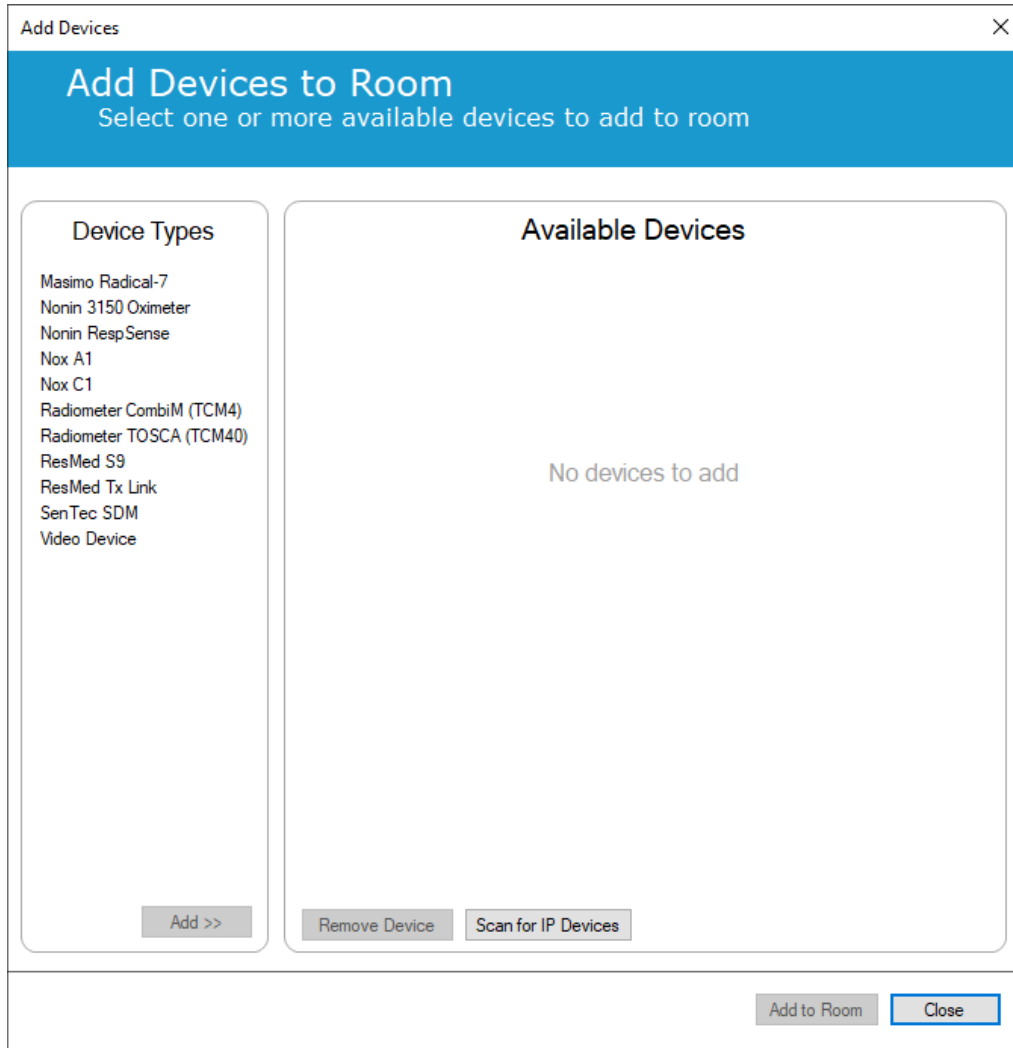 Add Devices
Add Devices to Room
Select one or more available devices to add to room
Device Types
Masimo Radical-7
Nonin 3150 Oximeter
Nonin RespSense
Nox A1
Nox C1
Radiometer CombiM (TCM4)
Radiometer TOSCA (TCM40)
ResMed S9
ResMed Tx Link
SenTec SDM
Video Device
Add >>
Available Devices
No devices to add
Remove Device
Scan for IP Devices
Add to Room
Close